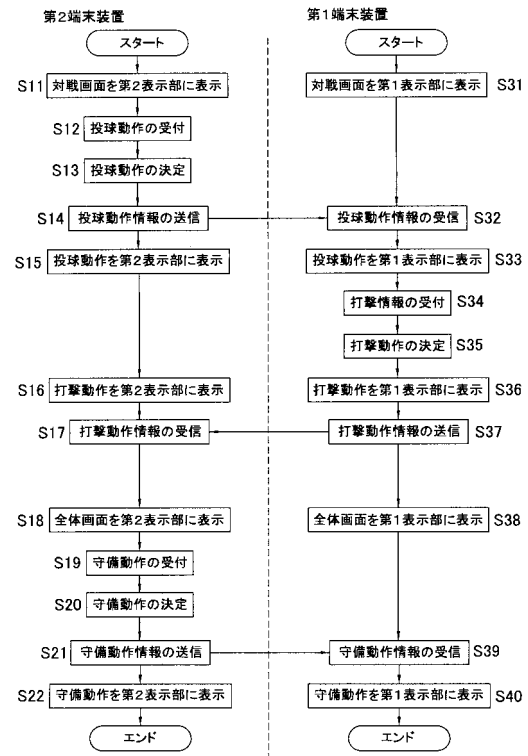 第2端末装置
スタート
S11 対戦画面を第2表示部に表示
S12 投球動作の受付
S13 投球動作の決定
S14 投球動作情報の送信
S15 投球動作を第2表示部に表示
S16 打撃動作を第2表示部に表示
S17 打撃動作情報の受信
S18 全体画面を第2表示部に表示
S19 守備動作の受付
S20 守備動作の決定
S21 守備動作情報の送信
S22 守備動作を第2表示部に表示
エンド
第1端末装置
スタート
対戦画面を第1表示部に表示 S31
投球動作情報の受信 S32
投球動作を第1表示部に表示 S33
打撃情報の受付 S34
打撃動作の決定 S35
打撃動作を第1表示部に表示 S36
打撃動作情報の送信 S37
全体画面を第1表示部に表示 S38
守備動作情報の受信 S39
守備動作を第1表示部に表示 S40
エンド